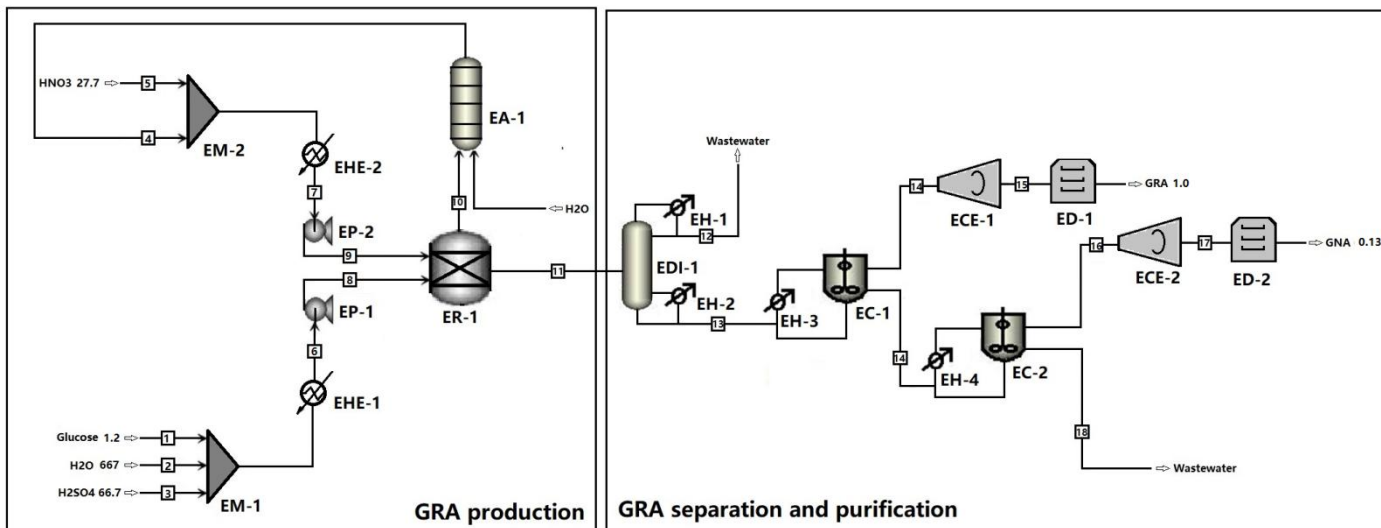 HNO3 27.7
5
4
EM-2
EHE-2
7
EP-2
9
8
EP-1
6
EHE-1
Glucose 1.2
1
H2O 667
2
H2SO4 66.7
3
EM-1
EA-1
10
H2O
ER-1
11
GRA production
Wastewater
EH-1
12
EDI-1
EH-2
13
EH-3
EC-1
14
ECE-1
15
ED-1
GRA 1.0
14
EH-4
EC-2
16
ECE-2
17
ED-2
GNA 0.13
18
Wastewater
GRA separation and purification